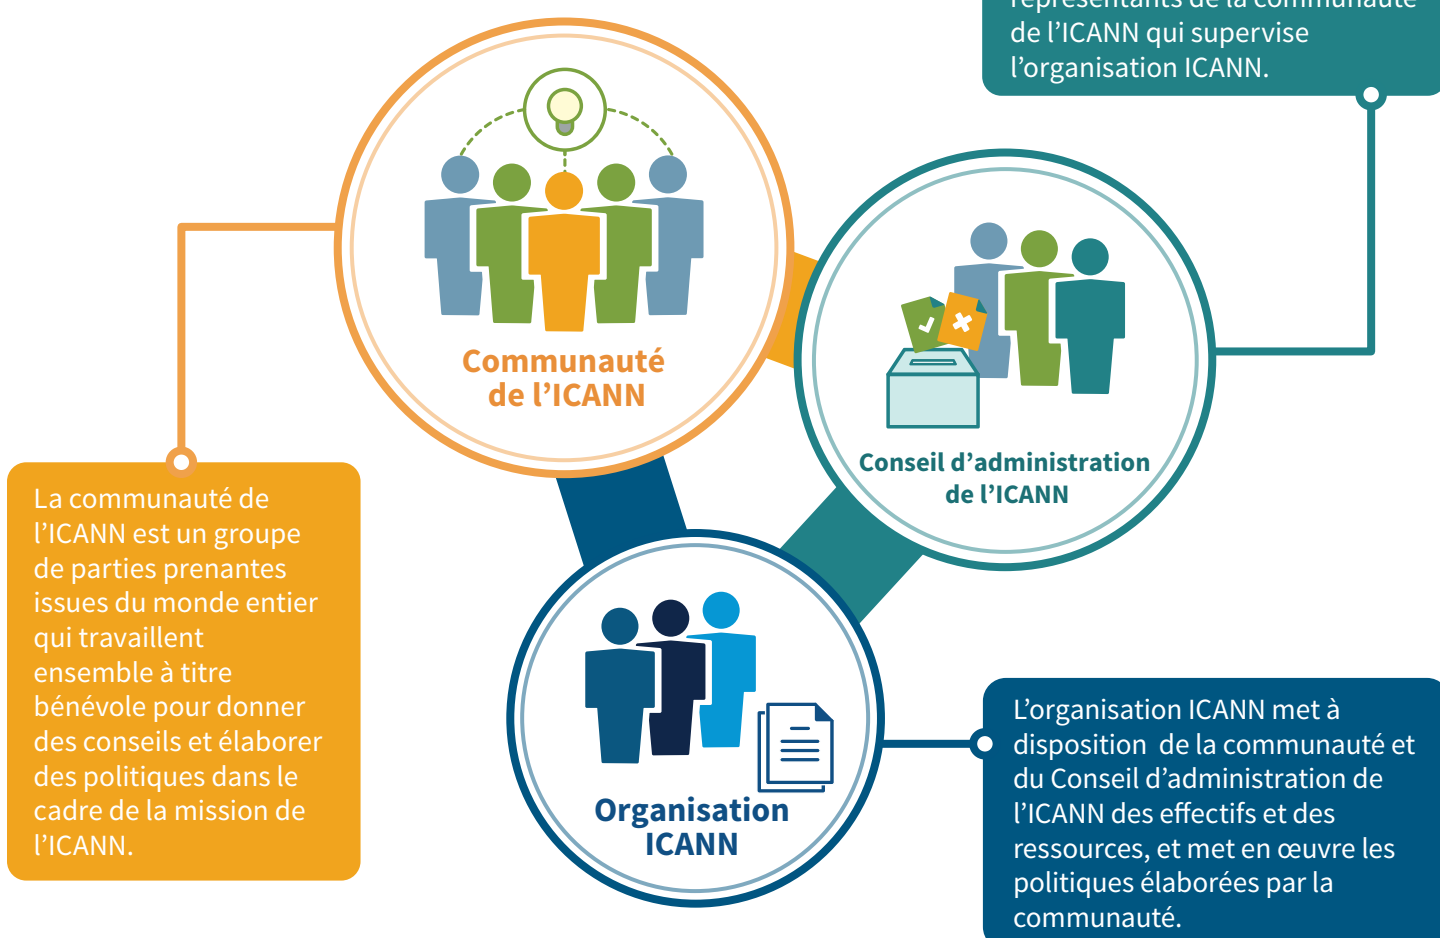 représentants de la communauté
de l’ICANN qui supervise
l’organisation ICANN.
Communauté
de l’ICANN
Conseil d’administration
de l’ICANN
La communauté de
l’ICANN est un groupe
de parties prenantes
issues du monde entier
qui travaillent
ensemble à titre
bénévole pour donner
des conseils et élaborer
des politiques dans le
cadre de la mission de
l’ICANN.
Organisation
ICANN
L’organisation ICANN met à
disposition  de la communauté et
du Conseil d’administration de
l’ICANN des effectifs et des
ressources, et met en œuvre les
politiques élaborées par la
communauté.